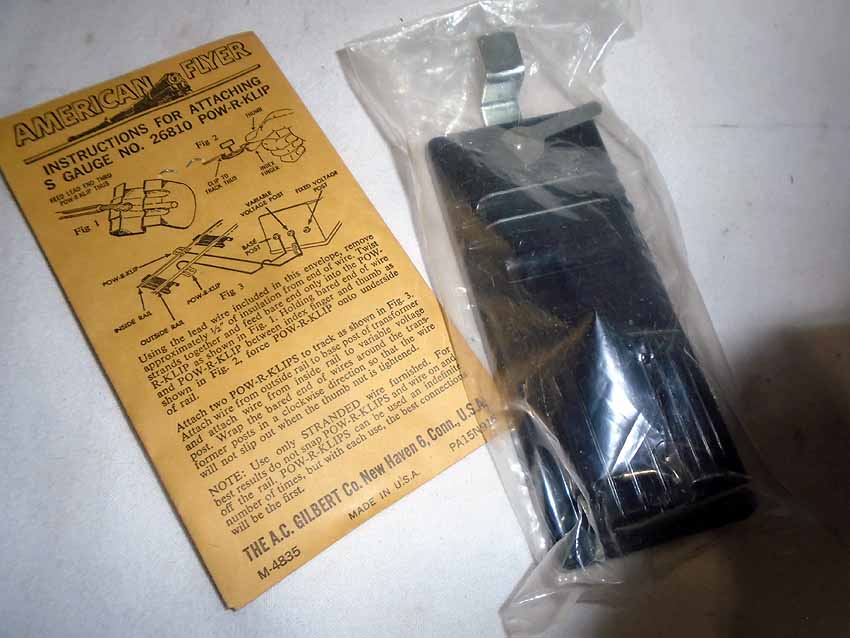 AMERICAN FLYER
INSTRUCTIONS FOR ATTACHING
S GAUGE NO. 26810 POW-R-KLIP
FEED LEAD END THRU
POW-R-KLIP THUS
Fig. 1
Fig. 2
THUMB
CLIP TO
TRACK THUS
INDEX
FINGER
VARIABLE
VOLTAGE POST
FIXED VOLTAGE
POST
BASE
POST
POW-R-KLIP
POW-R-KLIP
Fig. 3
INSIDE RAIL
OUTSIDE RAIL
Using the lead wire included in this envelope, remove
approximately ½" of insulation from end of wire. Twist
strands together and feed bare end only into the POW-
R-KLIP as shown in Fig. 1. Holding bared end of wire
and POW-R-KLIP between index finger and thumb as
shown in Fig. 2 force POW-R-KLIP onto underside
of rail.
Attach two POW-R-KLIPS to track as shown in Fig. 3.
Attach wire from outside rail to base post of transformer
and attach wire from inside rail to variable voltage
post. Wrap the bared end of wires around the trans-
former posts in a clockwise direction so that the wire
will not slip out when the thumb nut is tightened.
NOTE: Use only STRANDED wire furnished. For
best results do not snap POW-R-KLIPS and wire on and
off the rail. POW-R-KLIPS can be used an indefinite
number of times, but with each use, the best connection
will be the first.
THE A.C. GILBERT Co. New Haven 6, Conn., U.S.A.
MADE IN U.S.A.
M-4835